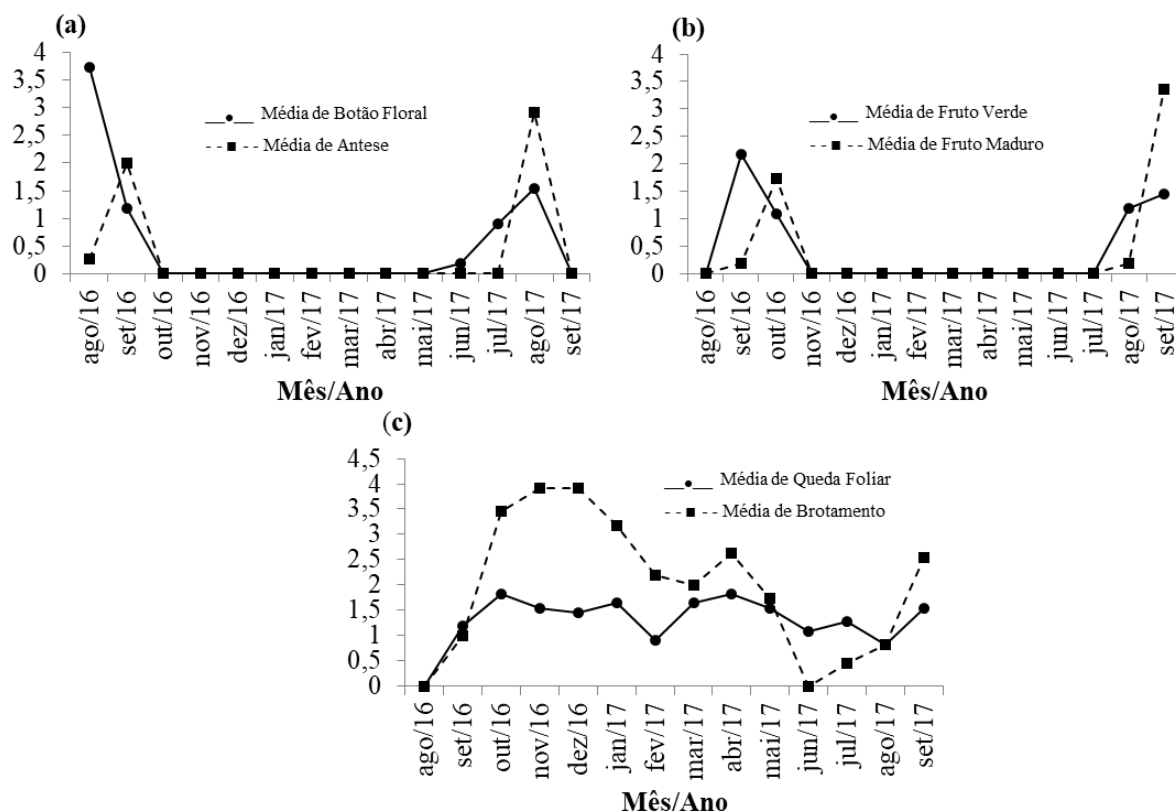 (a)
4
3,5
3
2,5
2
1,5
1
0,5
0
Média de Botão Floral
Média de Antese
ago/16
set/16
out/16
nov/16
dez/16
jan/17
fev/17
mar/17
abr/17
mai/17
jun/17
jul/17
ago/17
set/17
Mês/Ano
(b)
4
3,5
3
2,5
2
1,5
1
0,5
0
Média de Fruto Verde
Média de Fruto Maduro
ago/16
set/16
out/16
nov/16
dez/16
jan/17
fev/17
mar/17
abr/17
mai/17
jun/17
jul/17
ago/17
set/17
Mês/Ano
(c)
4,5
4
3,5
3
2,5
2
1,5
1
0,5
0
Média de Queda Foliar
Média de Brotamento
ago/16
set/16
out/16
nov/16
dez/16
jan/17
fev/17
mar/17
abr/17
mai/17
jun/17
jul/17
ago/17
set/17
Mês/Ano